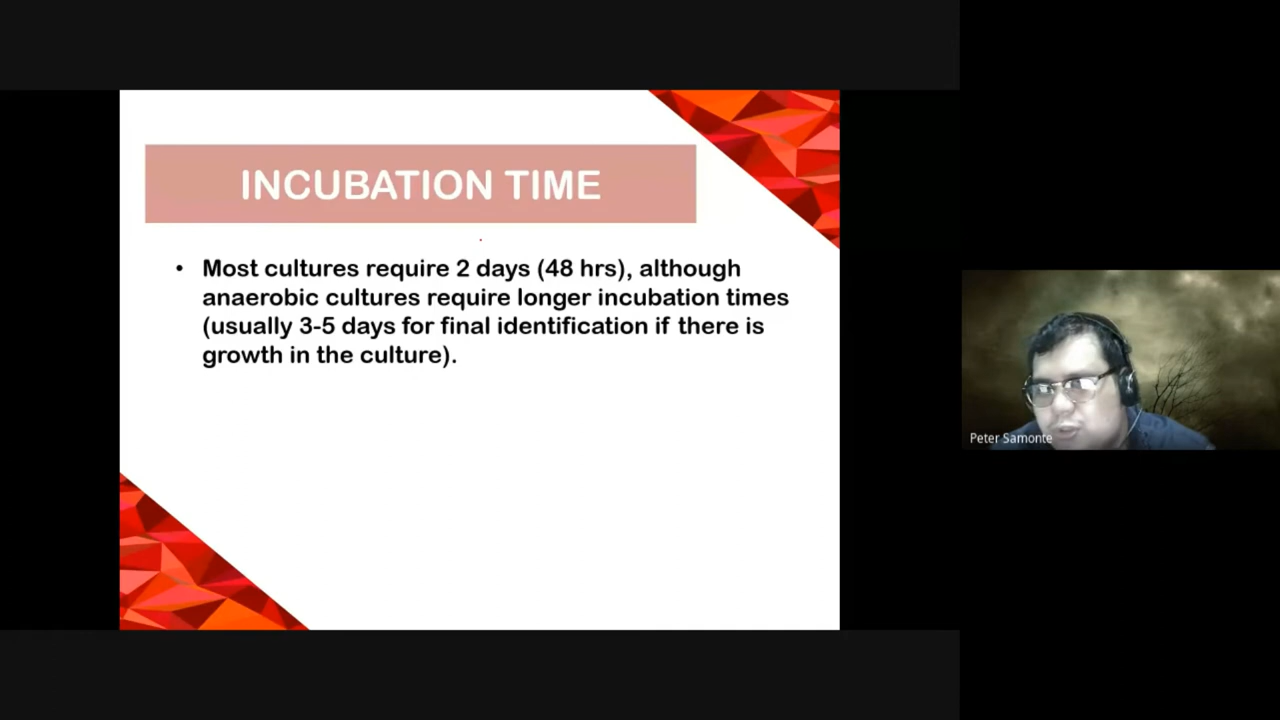 INCUBATION TIME
• Most cultures require 2 days (48 hrs), although
anaerobic cultures require longer incubation times
(usually 3-5 days for final identification if there is
growth in the culture).
Peter Samonte